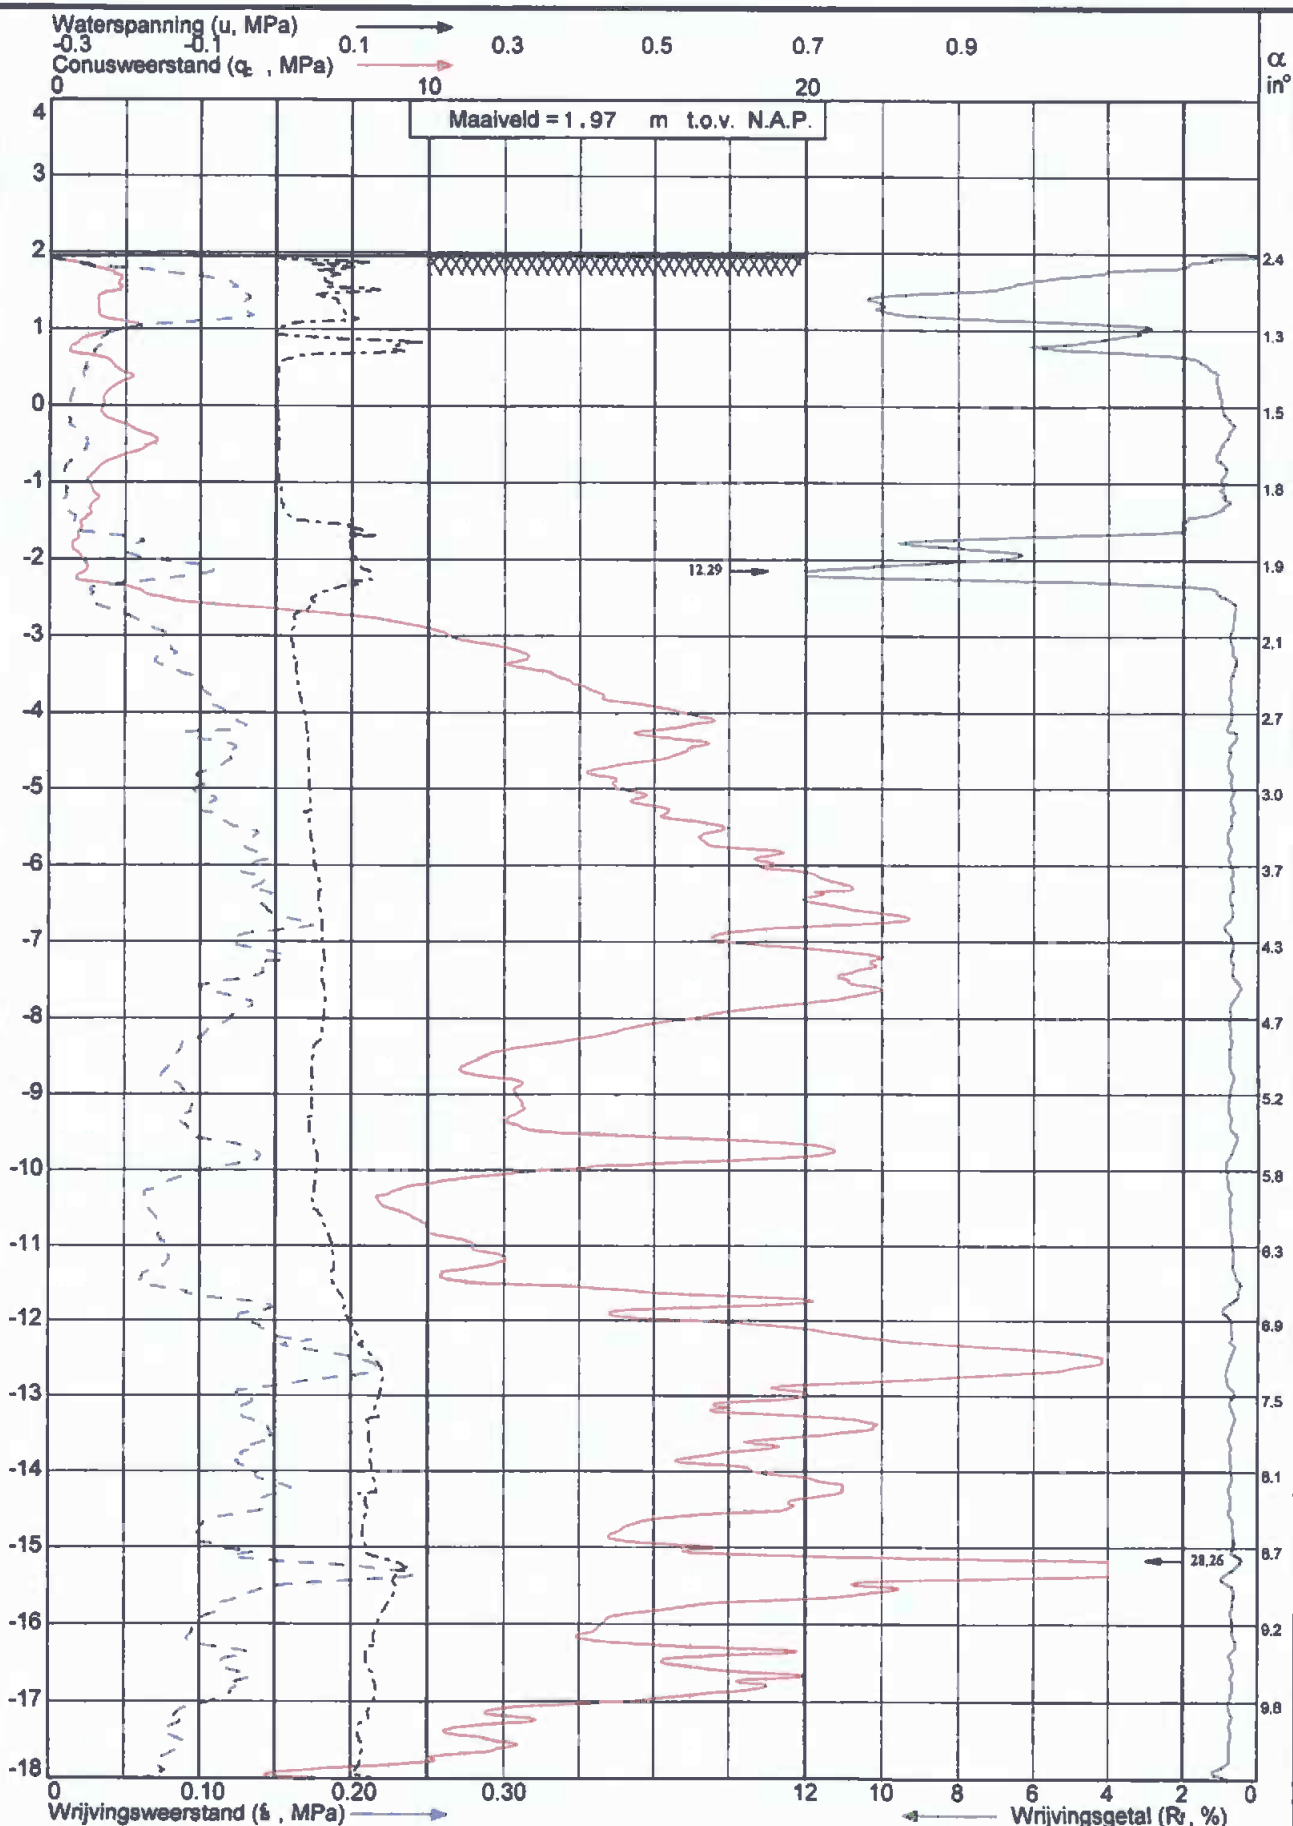 Waterspanning (u, MPa)
-0.3 -0.1 0.1 0.3 0.5 0.7 0.9
Conusweerstand (qc , MPa)
0 10 20
α
in°
Maaiveld = 1.97 m t.o.v. N.A.P.
4
3
2 2.4
1 1.3
0 1.5
-1 1.8
-2 1.9
12.29
-3 2.1
-4 2.7
-5 3.0
-6 3.7
-7 4.3
-8 4.7
-9 5.2
-10 5.8
-11 6.3
-12 6.9
-13 7.5
-14 8.1
-15 8.7
28.26
-16 9.2
-17 9.8
-18
0 0.10 0.20 0.30 12 10 8 6 4 2 0
Wrijvingsweerstand (fs , MPa)
Wrijvingsgetal (Rf, %)